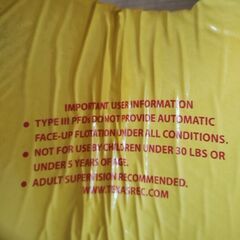 IMPORTANT USER INFORMATION
• TYPE III PFDs DO NOT PROVIDE AUTOMATIC
FACE-UP FLOTATION UNDER ALL CONDITIONS.
• NOT FOR USE BY CHILDREN UNDER 30 LBS OR
UNDER 5 YEARS OF AGE.
• ADULT SUPERVISION RECOMMENDED.
WWW.TEXASREC.COM